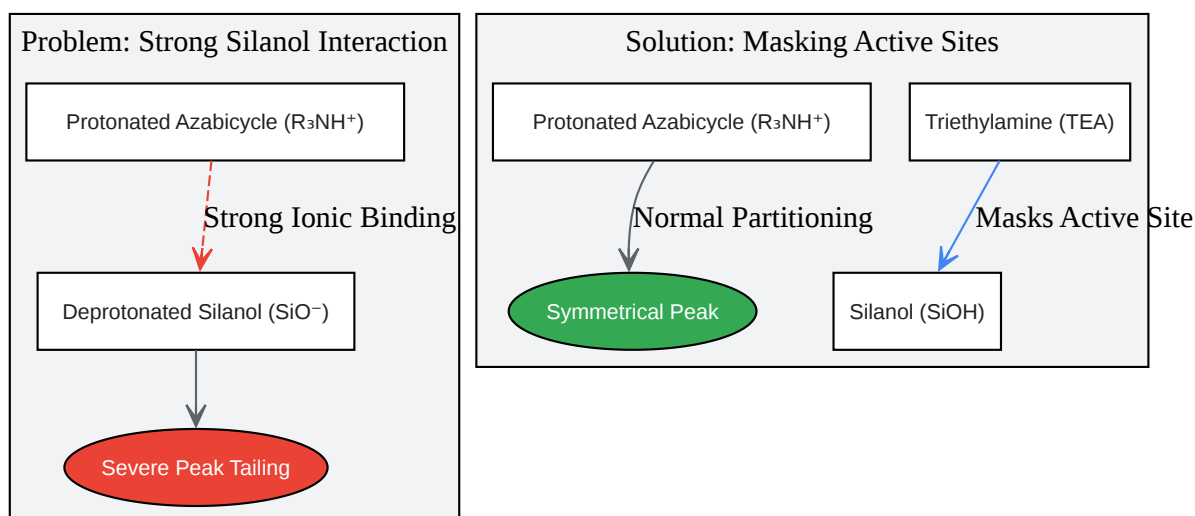 Problem: Strong Silanol Interaction
Protonated Azabicycle (R₃NH⁺)
Strong Ionic Binding
Deprotonated Silanol (SiO⁻)
Severe Peak Tailing
Solution: Masking Active Sites
Protonated Azabicycle (R₃NH⁺)
Triethylamine (TEA)
Normal Partitioning
Masks Active Site
Symmetrical Peak
Silanol (SiOH)